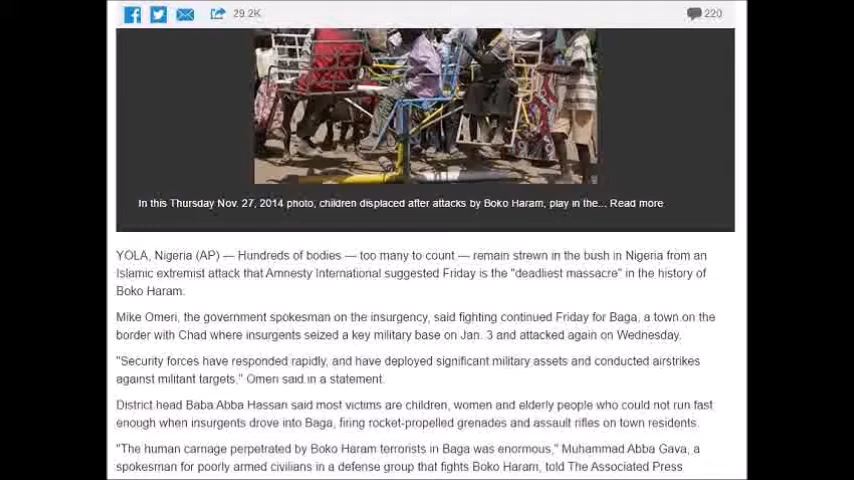 29.2K
220
In this Thursday Nov. 27, 2014 photo, children displaced after attacks by Boko Haram, play in the... Read more
YOLA, Nigeria (AP) — Hundreds of bodies — too many to count — remain strewn in the bush in Nigeria from an
Islamic extremist attack that Amnesty International suggested Friday is the "deadliest massacre" in the history of
Boko Haram.
Mike Omeri, the government spokesman on the insurgency, said fighting continued Friday for Baga, a town on the
border with Chad where insurgents seized a key military base on Jan. 3 and attacked again on Wednesday.
"Security forces have responded rapidly, and have deployed significant military assets and conducted airstrikes
against militant targets," Omeri said in a statement.
District head Baba Abba Hassan said most victims are children, women and elderly people who could not run fast
enough when insurgents drove into Baga, firing rocket-propelled grenades and assault rifles on town residents.
"The human carnage perpetrated by Boko Haram terrorists in Baga was enormous," Muhammad Abba Gava, a
spokesman for poorly armed civilians in a defense group that fights Boko Haram, told The Associated Press